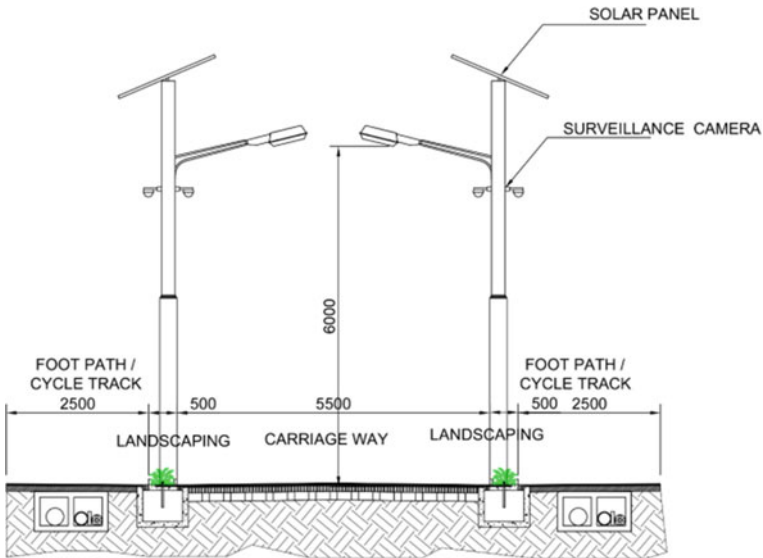 SOLAR PANEL
SURVEILLANCE CAMERA
6000
FOOT PATH /
CYCLE TRACK
FOOT PATH /
CYCLE TRACK
2500
500
5500
500
2500
LANDSCAPING
CARRIAGE WAY
LANDSCAPING